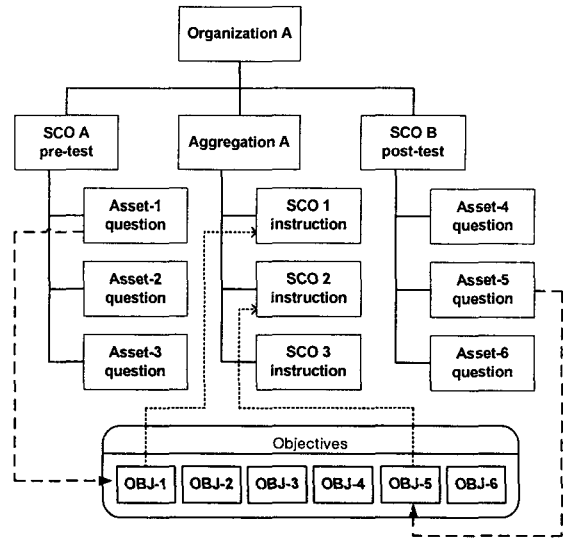 Organization A
SCO A
pre-test
Aggregation A
SCO B
post-test
Asset-1
question
SCO 1
instruction
Asset-4
question
Asset-2
question
SCO 2
instruction
Asset-5
question
Asset-3
question
SCO 3
instruction
Asset-6
question
Objectives
OBJ-1 OBJ-2 OBJ-3 OBJ-4 OBJ-5 OBJ-6